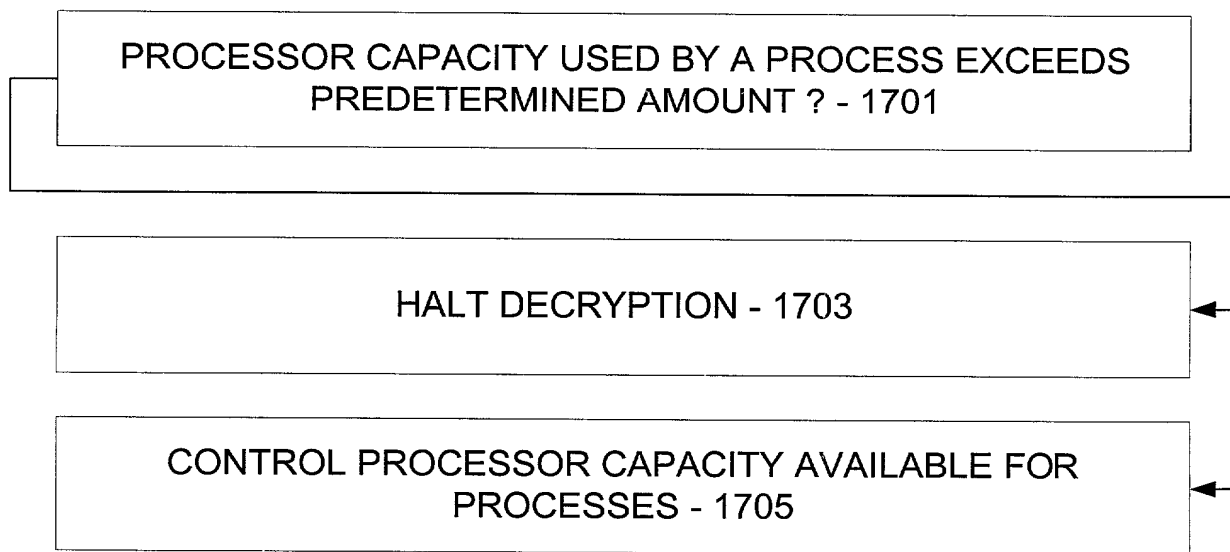 PROCESSOR CAPACITY USED BY A PROCESS EXCEEDS
PREDETERMINED AMOUNT ? - 1701
HALT DECRYPTION - 1703
CONTROL PROCESSOR CAPACITY AVAILABLE FOR
PROCESSES - 1705